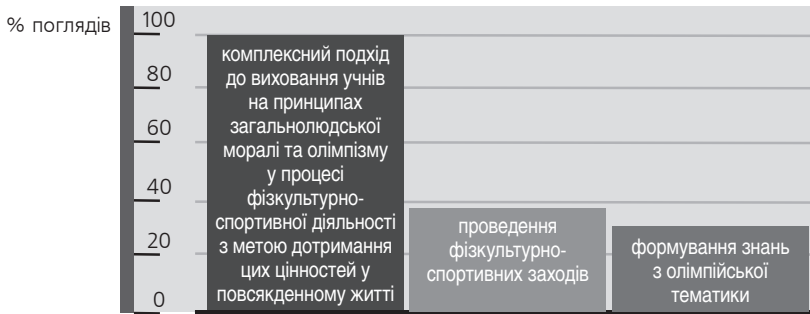 % поглядів
100
80
60
40
20
0
комплексний подхід
до виховання учнів
на принципах
загальнолюдської
моралі та олімпізму
у процесі
фізкультурно-
спортивної діяльності
з метою дотримання
цих цінностей у
повсякденному житті
проведення
фізкультурно-
спортивних заходів
формування знань
з олімпійської
тематики